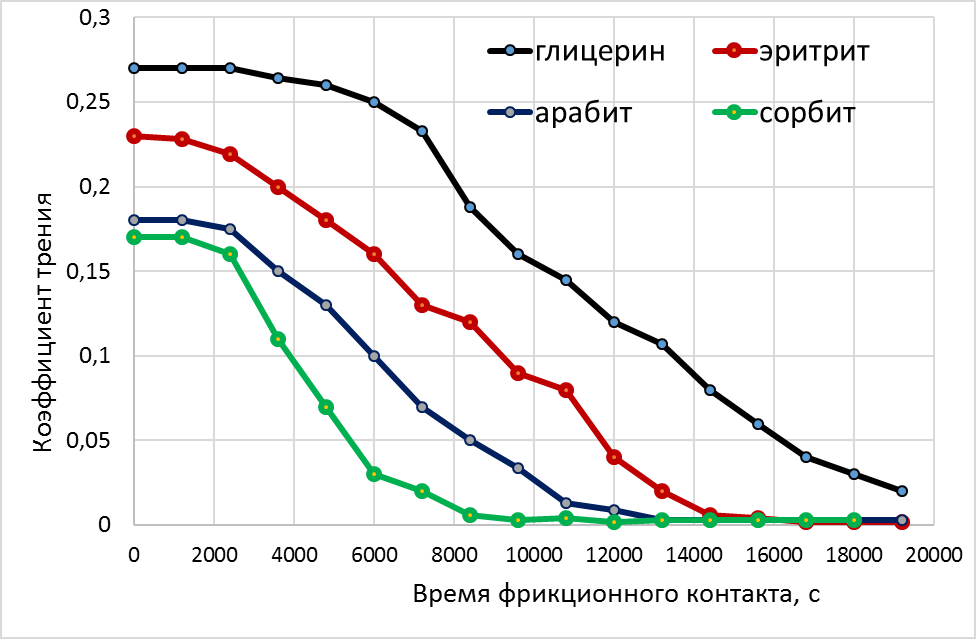 0,3
0,25
0,2
0,15
0,1
0,05
0
глицерин
эритрит
арабит
сорбит
Коэффициент трения
0 2000 4000 6000 8000 10000 12000 14000 16000 18000 20000
Время фрикционного контакта, с